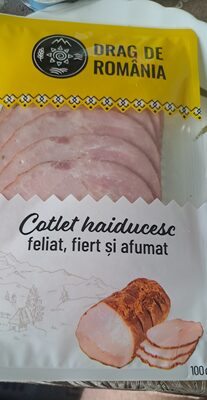 DRAG DE
ROMÂNIA
Cotlet haiducesc
feliat, fiert și afumat
100